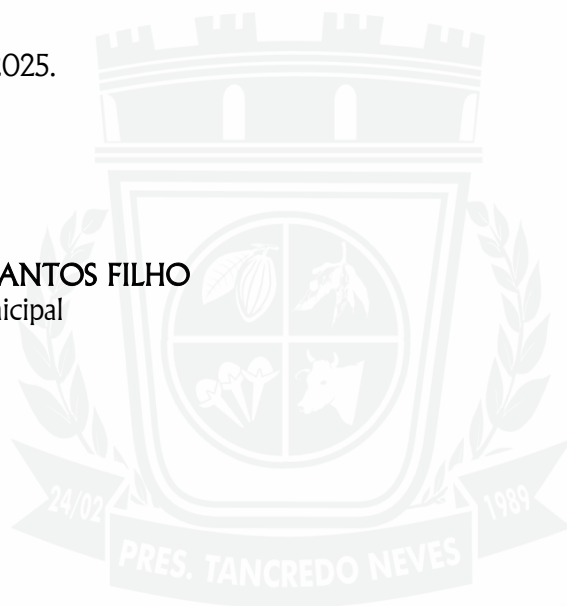 025.
ANTOS FILHO
icipal
24/02
1989
PRES. TANCREDO NEVES